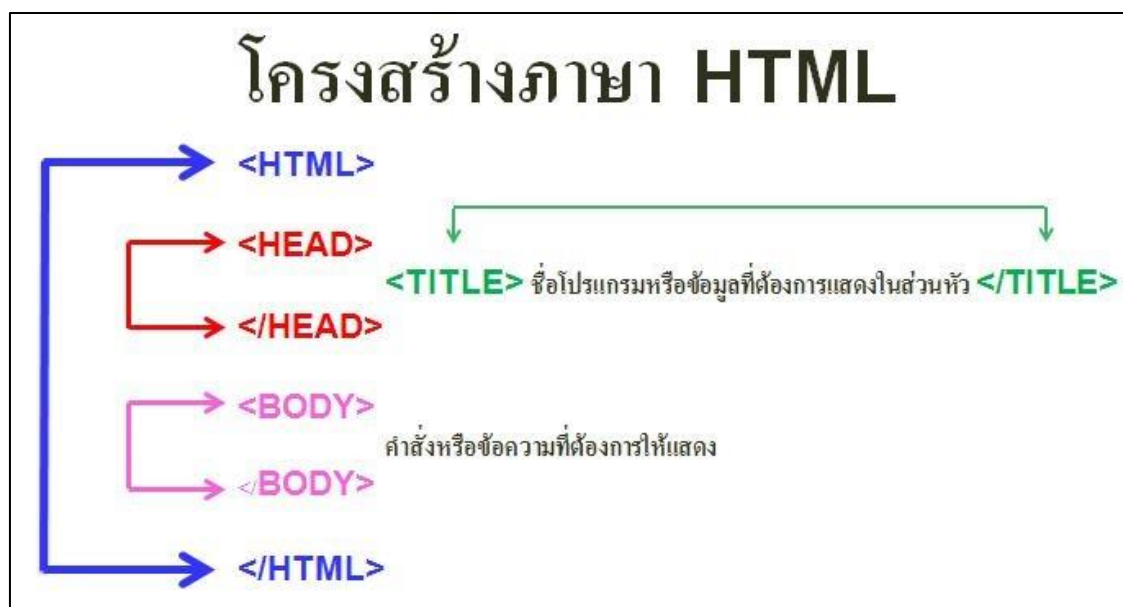 โครงสร้างภาษา HTML
<HTML>
<HEAD>
<TITLE> ชื่อโปรแกรมหรือข้อมูลที่ต้องการแสดงในส่วนหัว </TITLE>
</HEAD>
<BODY>
คำสั่งหรือข้อความที่ต้องการให้แสดง
</BODY>
</HTML>